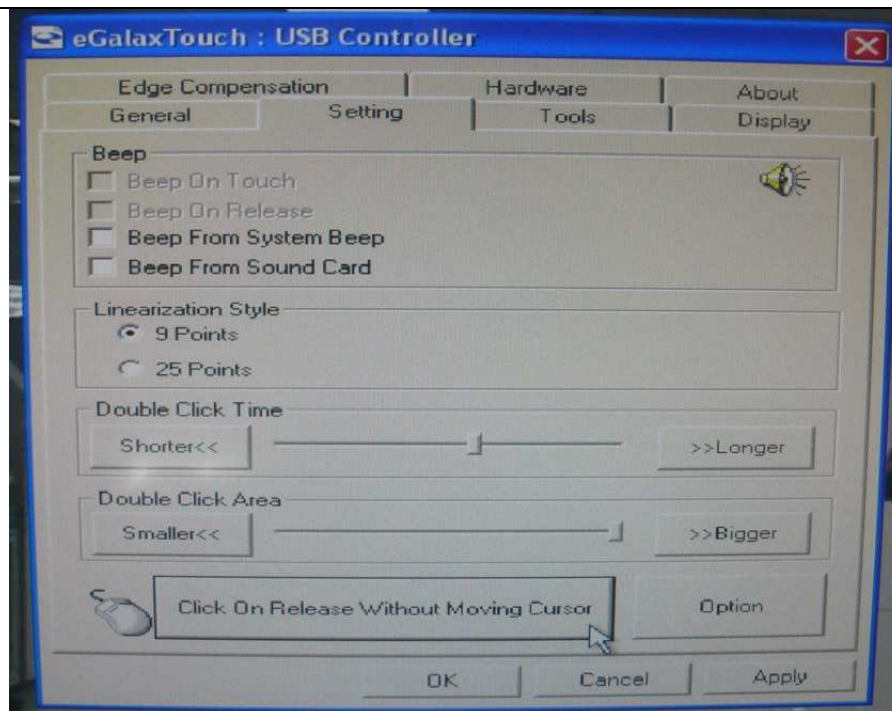 eGalaxTouch : USB Controller
Edge Compensation Hardware About
General Setting Tools Display
Beep
Beep On Touch
Beep On Release
Beep From System Beep
Beep From Sound Card
Linearization Style
9 Points
25 Points
Double Click Time
Shorter<< >>Longer
Double Click Area
Smaller<< >>Bigger
Click On Release Without Moving Cursor Option
OK Cancel Apply